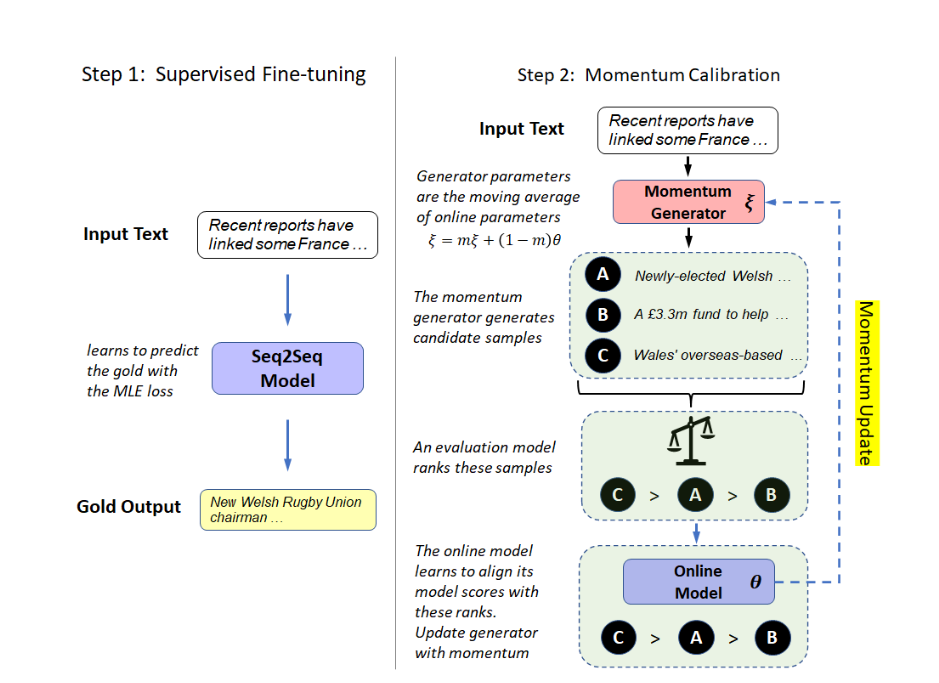 Step 1:  Supervised Fine-tuning
Input Text
Recent reports have
linked some France …
learns to predict
the gold with
the MLE loss
Seq2Seq
Model
Gold Output
New Welsh Rugby Union
chairman …
Step 2:  Momentum Calibration
Input Text
Recent reports have
linked some France …
Generator parameters
are the moving average
of online parameters
ξ = mξ + (1 − m)θ
Momentum
Generator ξ
The momentum
generator generates
candidate samples
A Newly-elected Welsh …
B A £3.3m fund to help …
C Wales' overseas-based …
An evaluation model
ranks these samples
C > A > B
The online model
learns to align its
model scores with
these ranks.
Update generator
with momentum
Online
Model θ
C > A > B
Momentum Update